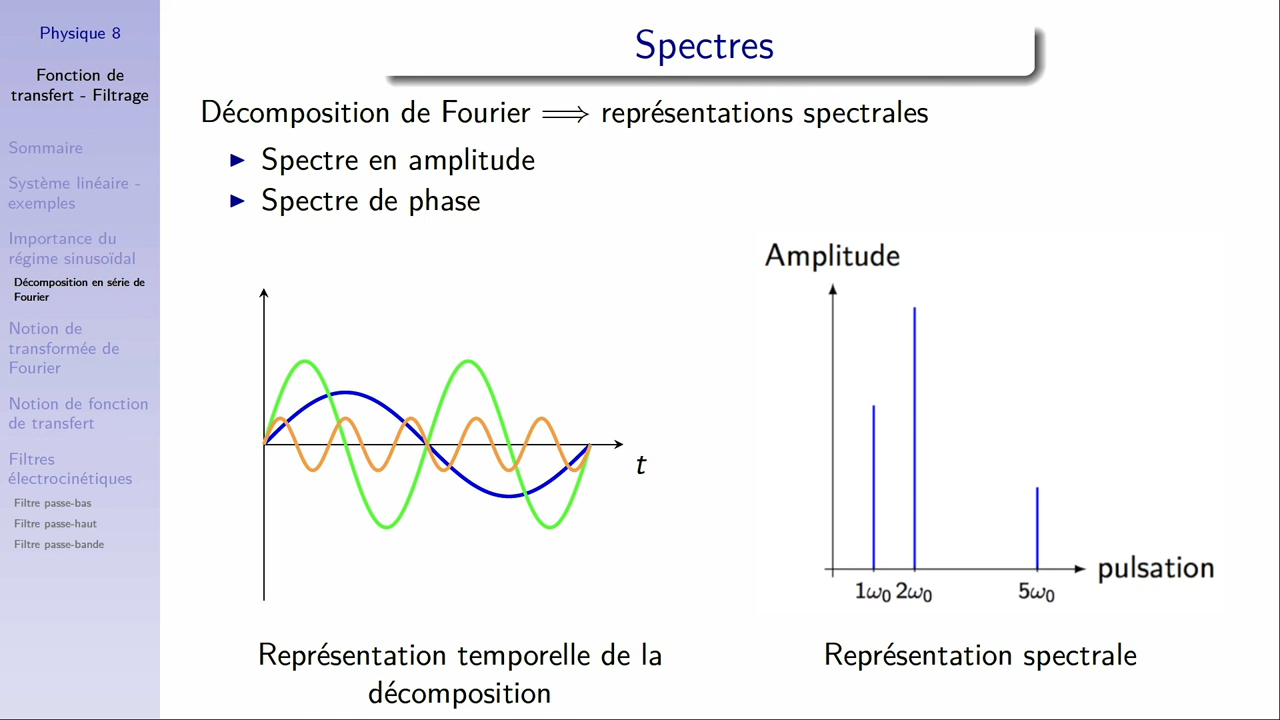 Physique 8
Fonction de
transfert - Filtrage
Sommaire
Système linéaire -
exemples
Importance du
régime sinusoïdal
Décomposition en série de
Fourier
Notion de
transformée de
Fourier
Notion de fonction
de transfert
Filtres
électrocinétiques
Filtre passe-bas
Filtre passe-haut
Filtre passe-bande
Spectres
Décomposition de Fourier ⟹ représentations spectrales
▶ Spectre en amplitude
▶ Spectre de phase
t
Représentation temporelle de la
décomposition
Amplitude
pulsation
1ω₀ 2ω₀ 5ω₀
Représentation spectrale